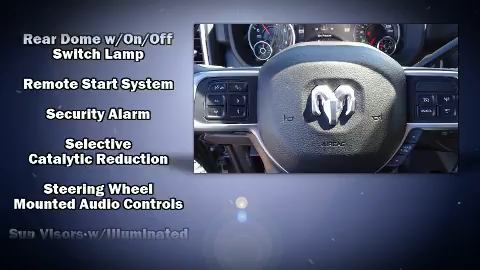 Rear Dome w/On/Off
Switch Lamp
Remote Start System
Security Alarm
Selective
Catalytic Reduction
Steering Wheel
Mounted Audio Controls
Sun Visors w/Illuminated
AIRBAG